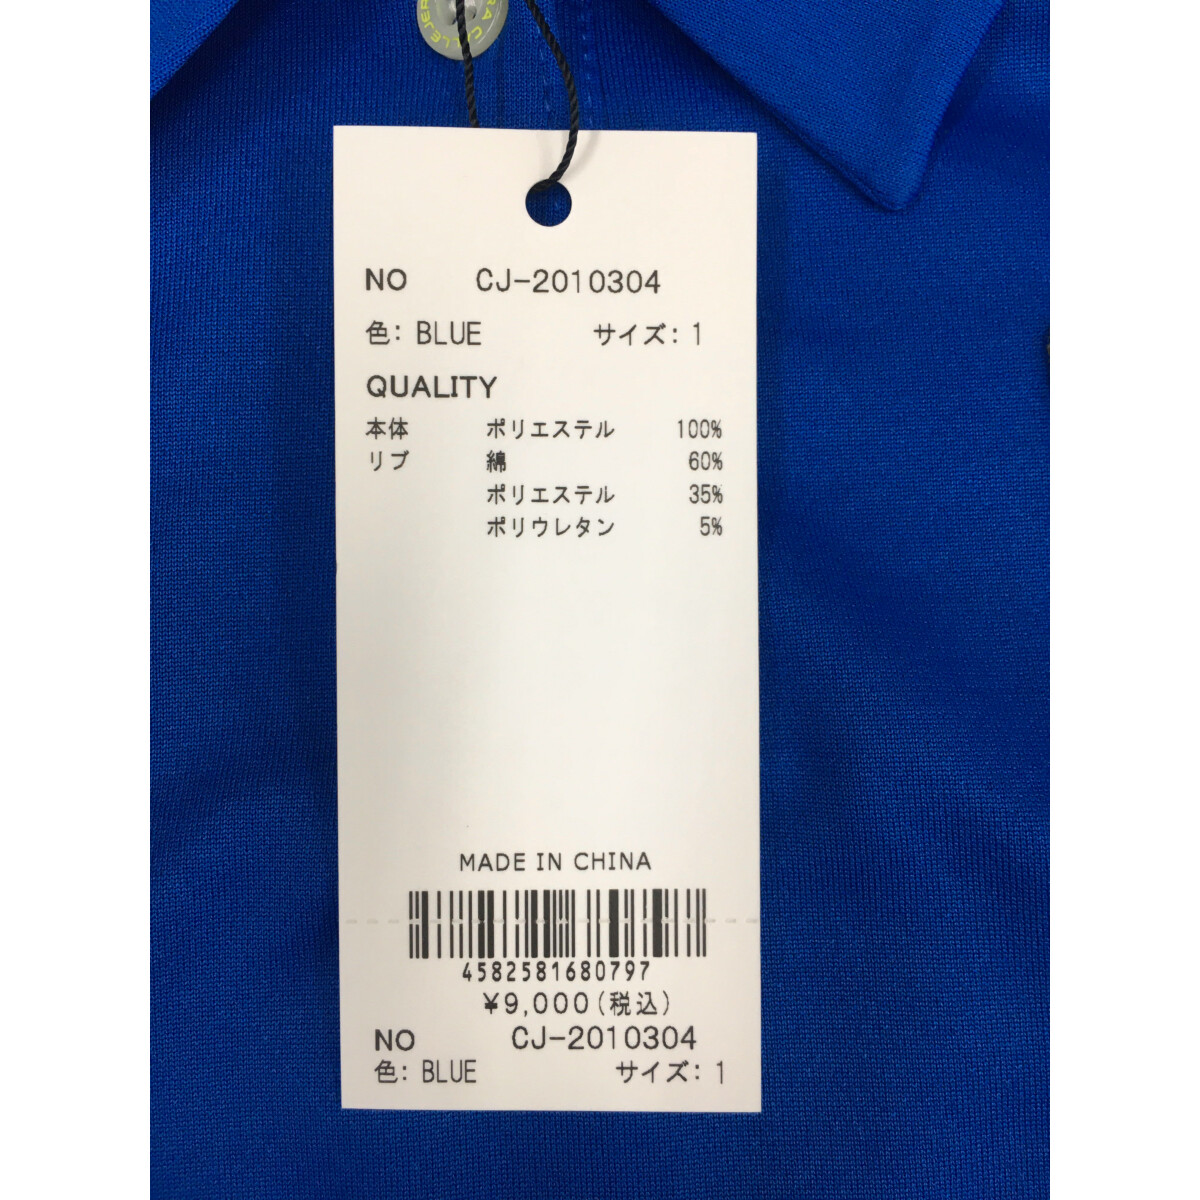 RA CALLEJER
NO CJ-2010304
色: BLUE サイズ: 1
QUALITY
本体 ポリエステル 100%
リブ 綿 60%
ポリエステル 35%
ポリウレタン 5%
MADE IN CHINA
4582581680797
¥9,000(税込)
NO CJ-2010304
色: BLUE サイズ: 1